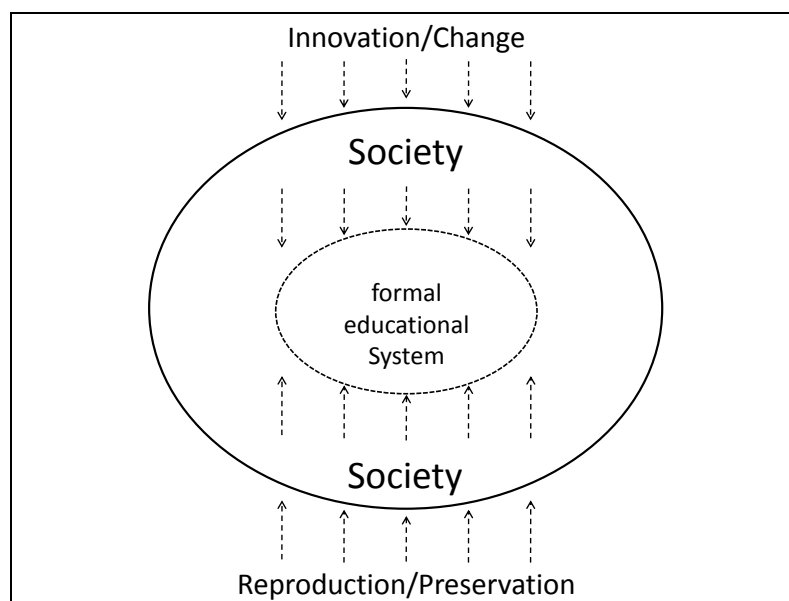 Innovation/Change
Society
formal
educational
System
Society
Reproduction/Preservation